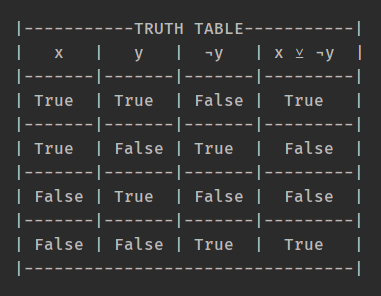 |-----------TRUTH TABLE-----------|
|   x   |   y   |  ¬y   | x ⊻ ¬y  |
|-------|-------|-------|---------|
| True  | True  | False |  True   |
|-------|-------|-------|---------|
| True  | False | True  |  False  |
|-------|-------|-------|---------|
| False | True  | False |  False  |
|-------|-------|-------|---------|
| False | False | True  |  True   |
|---------------------------------|